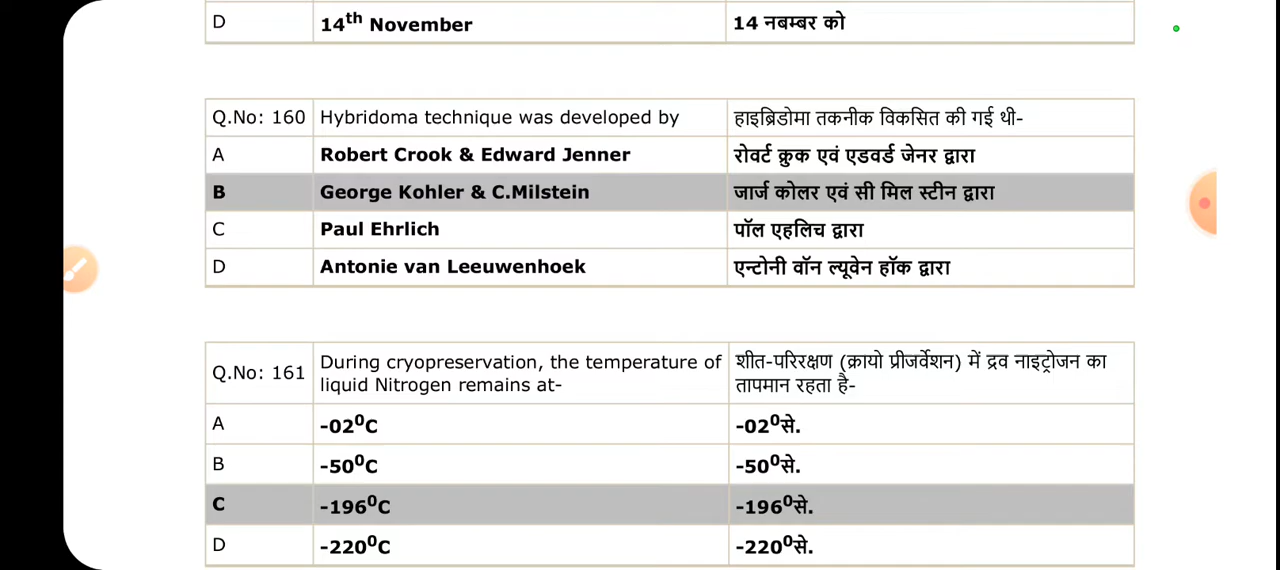 D 14th November 14 नबम्बर को
Q.No: 160 Hybridoma technique was developed by हाइब्रिडोमा तकनीक विकसित की गई थी-
A Robert Crook & Edward Jenner रोवर्ट क्रुक एवं एडवर्ड जेनर द्वारा
B George Kohler & C.Milstein जार्ज कोलर एवं सी मिल स्टीन द्वारा
C Paul Ehrlich पॉल एहलिच द्वारा
D Antonie van Leeuwenhoek एन्टोनी वॉन ल्यूवेन हॉक द्वारा
Q.No: 161 During cryopreservation, the temperature of शीत-परिरक्षण (क्रायो प्रीजर्वेशन) में द्रव नाइट्रोजन का
liquid Nitrogen remains at- तापमान रहता है-
A -02⁰C -02⁰से.
B -50⁰C -50⁰से.
C -196⁰C -196⁰से.
D -220⁰C -220⁰से.